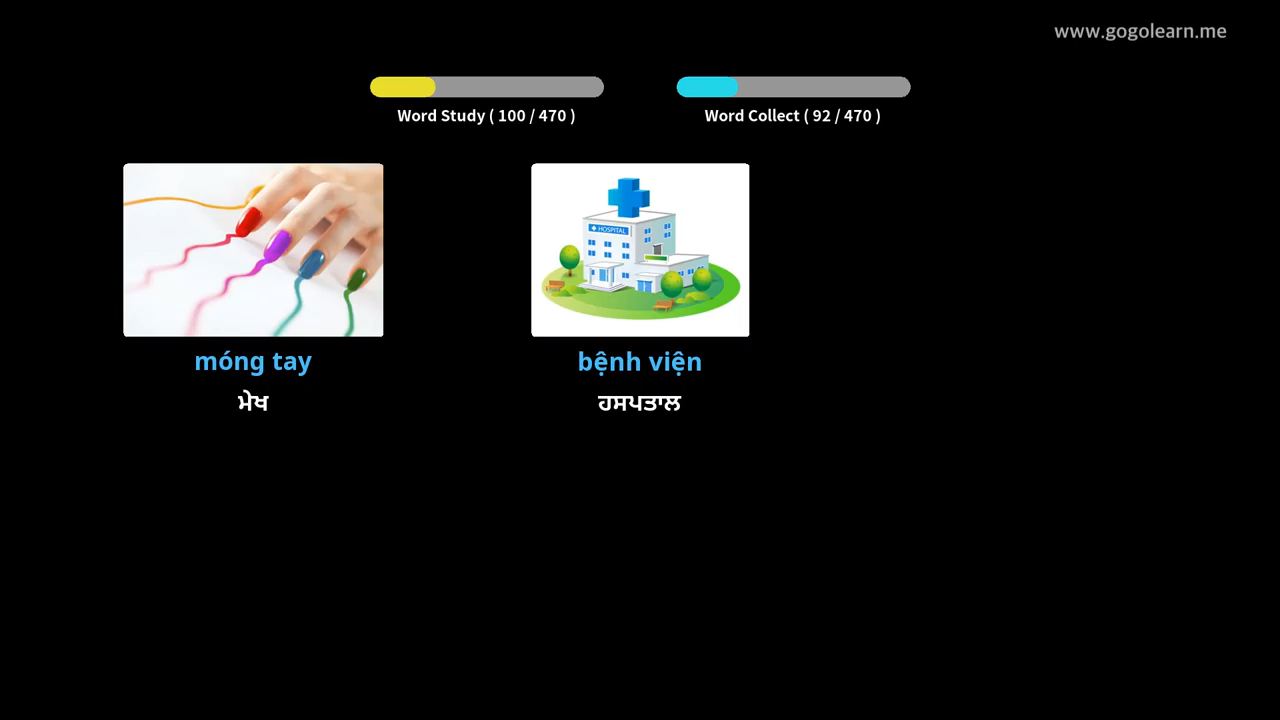 www.gogolearn.me
Word Study ( 100 / 470 )
Word Collect ( 92 / 470 )
HOSPITAL
móng tay
bệnh viện
ਮੇਖ
ਹਸਪਤਾਲ